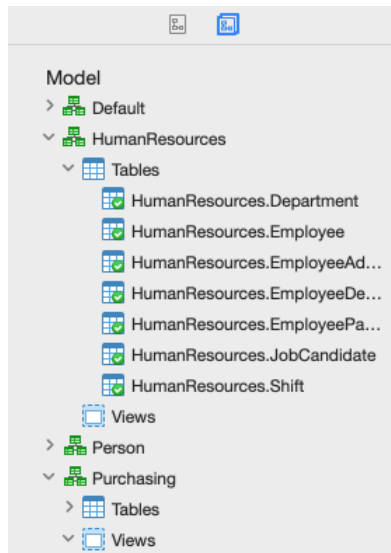 Model
Default
HumanResources
Tables
HumanResources.Department
HumanResources.Employee
HumanResources.EmployeeAd...
HumanResources.EmployeeDe...
HumanResources.EmployeePa...
HumanResources.JobCandidate
HumanResources.Shift
Views
Person
Purchasing
Tables
Views